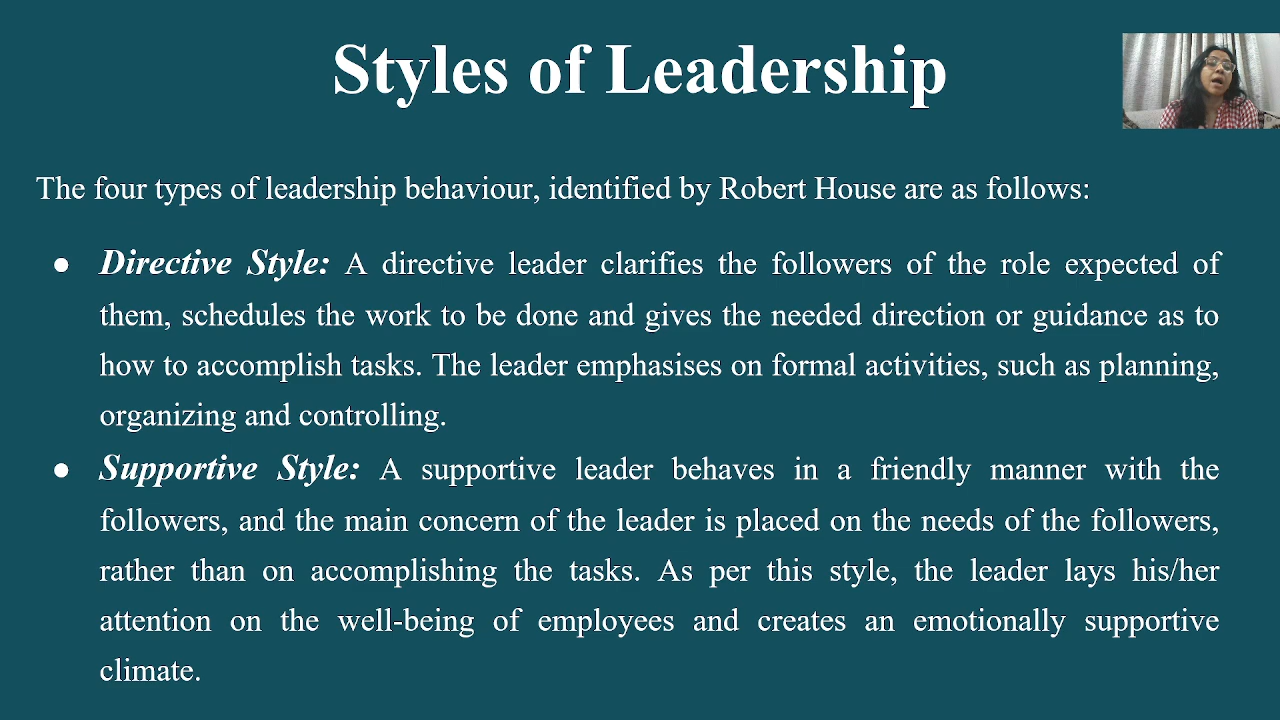 Styles of Leadership
The four types of leadership behaviour, identified by Robert House are as follows:
● Directive Style: A directive leader clarifies the followers of the role expected of
them, schedules the work to be done and gives the needed direction or guidance as to
how to accomplish tasks. The leader emphasises on formal activities, such as planning,
organizing and controlling.
● Supportive Style: A supportive leader behaves in a friendly manner with the
followers, and the main concern of the leader is placed on the needs of the followers,
rather than on accomplishing the tasks. As per this style, the leader lays his/her
attention on the well-being of employees and creates an emotionally supportive
climate.